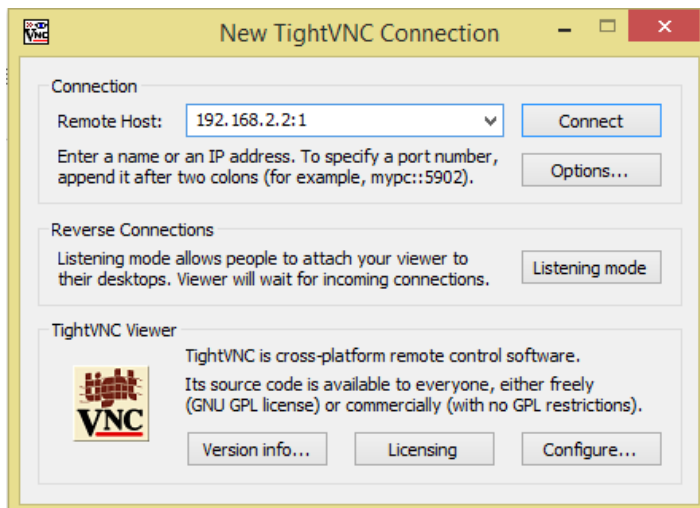 New TightVNC Connection
Connection
Remote Host: 192.168.2.2:1 Connect
Enter a name or an IP address. To specify a port number,
append it after two colons (for example, mypc::5902).
Options...
Reverse Connections
Listening mode allows people to attach your viewer to
their desktops. Viewer will wait for incoming connections.
Listening mode
TightVNC Viewer
tight
VNC
TightVNC is cross-platform remote control software.
Its source code is available to everyone, either freely
(GNU GPL license) or commercially (with no GPL restrictions).
Version info... Licensing Configure...